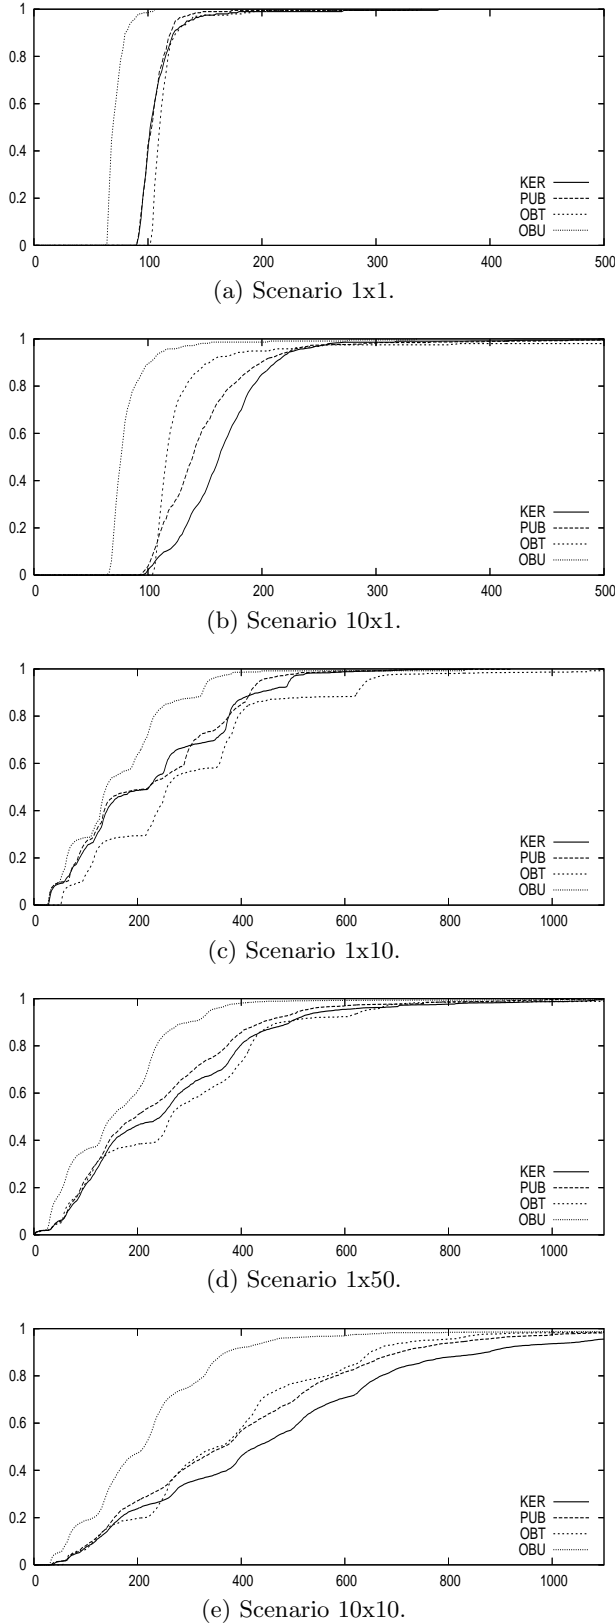 1
0.8
0.6
0.4
0.2
0
KER
PUB
OBT
OBU
0 100 200 300 400 500
(a) Scenario 1x1.
1
0.8
0.6
0.4
0.2
0
KER
PUB
OBT
OBU
0 100 200 300 400 500
(b) Scenario 10x1.
1
0.8
0.6
0.4
0.2
0
KER
PUB
OBT
OBU
0 200 400 600 800 1000
(c) Scenario 1x10.
1
0.8
0.6
0.4
0.2
0
KER
PUB
OBT
OBU
0 200 400 600 800 1000
(d) Scenario 1x50.
1
0.8
0.6
0.4
0.2
0
KER
PUB
OBT
OBU
0 200 400 600 800 1000
(e) Scenario 10x10.